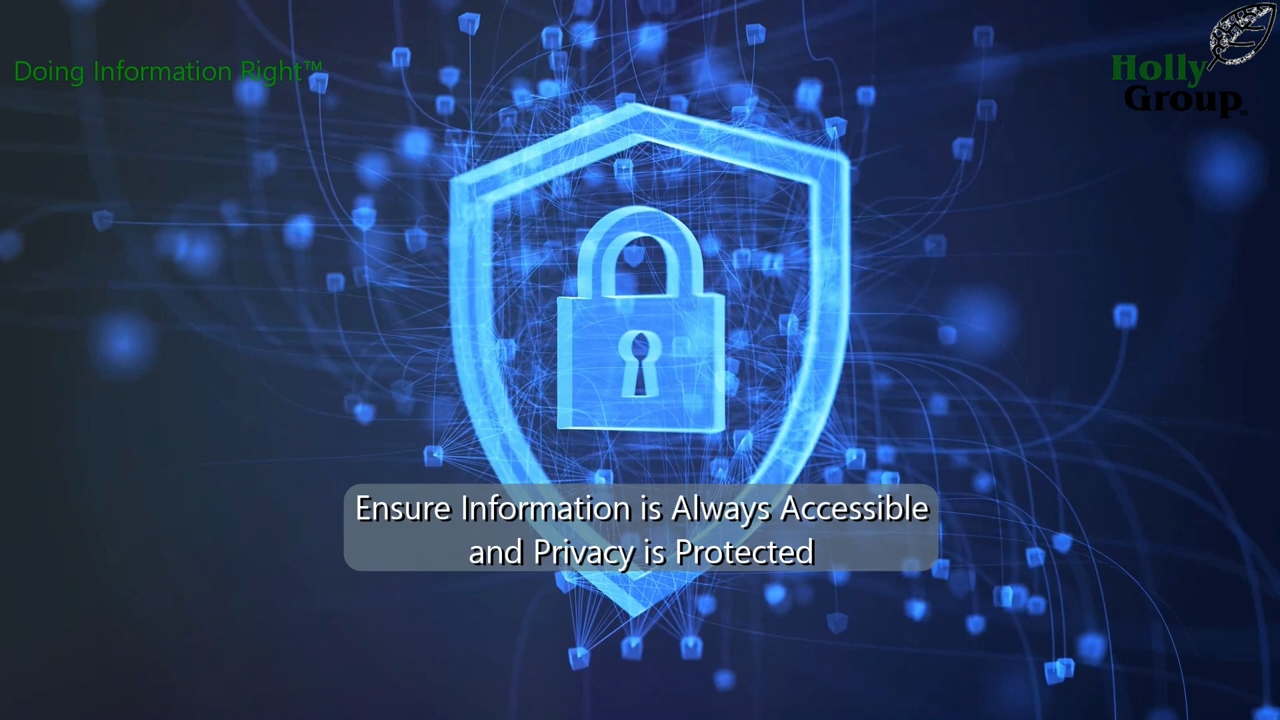 Doing Information Right™
Holly
Group®
Ensure Information is Always Accessible
and Privacy is Protected